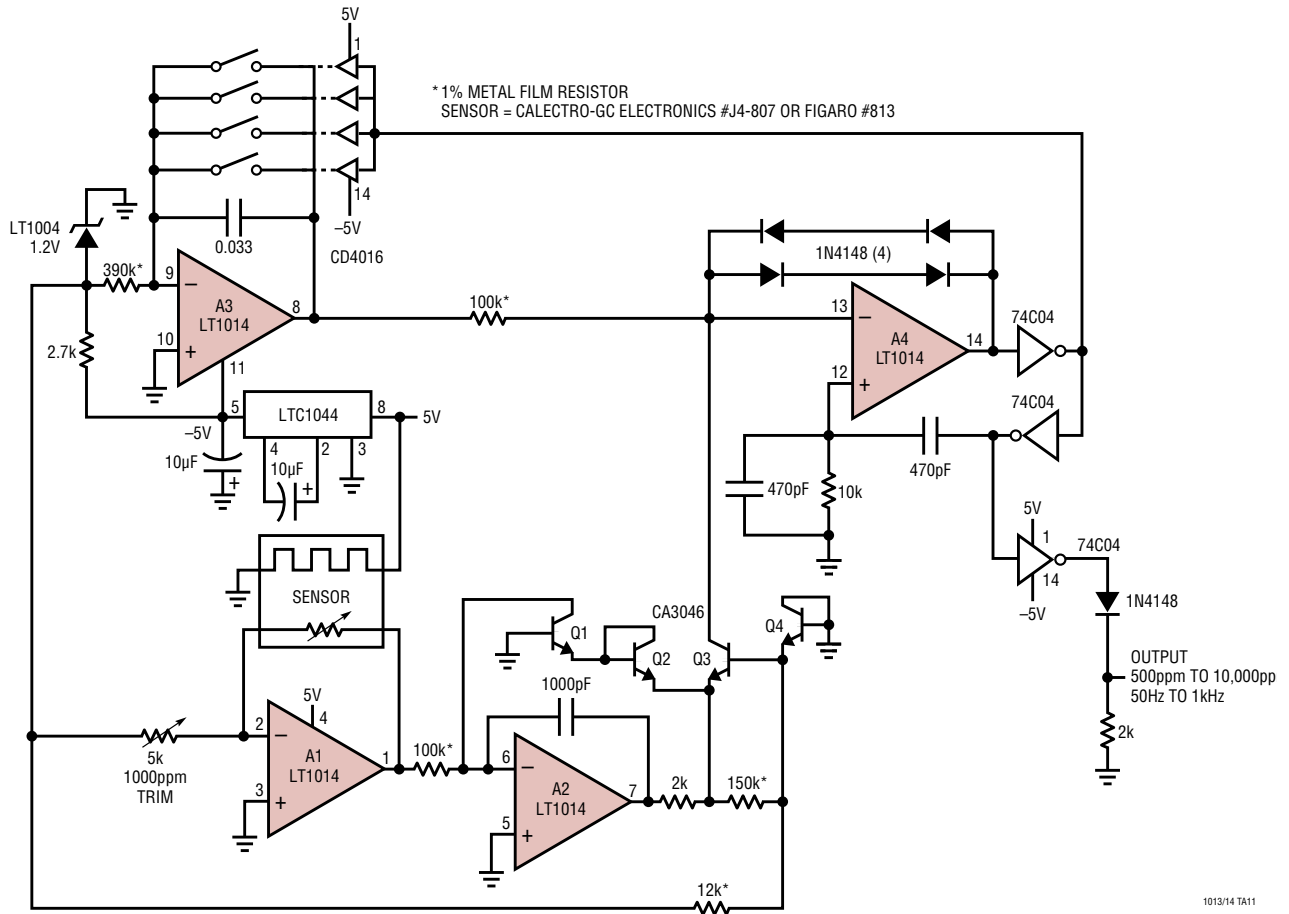 5V
1
* 1% METAL FILM RESISTOR
SENSOR = CALECTRO-GC ELECTRONICS #J4-807 OR FIGARO #813
14
–5V
CD4016
LT1004
1.2V
0.033
390k*
9
–
A3
LT1014
8
10
+
11
2.7k
100k*
1N4148 (4)
13
–
A4
LT1014
14
12
+
74C04
74C04
5
LTC1044
8
5V
–5V
4
2
3
10µF
+
10µF
+
470pF
470pF
10k
5V
1
74C04
14
–5V
1N4148
OUTPUT
500ppm TO 10,000pp
50Hz TO 1kHz
2k
SENSOR
CA3046
Q1
Q2
Q3
Q4
1000pF
5V
4
2
–
A1
LT1014
1
3
+
5k
1000ppm
TRIM
100k*
6
–
A2
LT1014
7
5
+
2k
150k*
12k*
1013/14 TA11